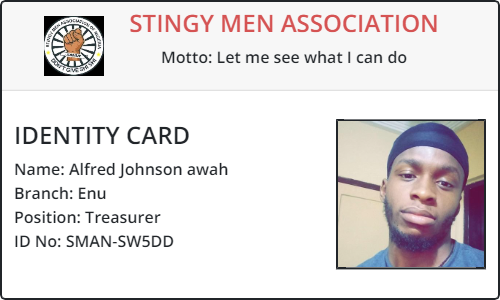 STINGY MEN ASSOCIATION
Motto: Let me see what I can do
IDENTITY CARD
Name: Alfred Johnson awah
Branch: Enu
Position: Treasurer
ID No: SMAN-SW5DD